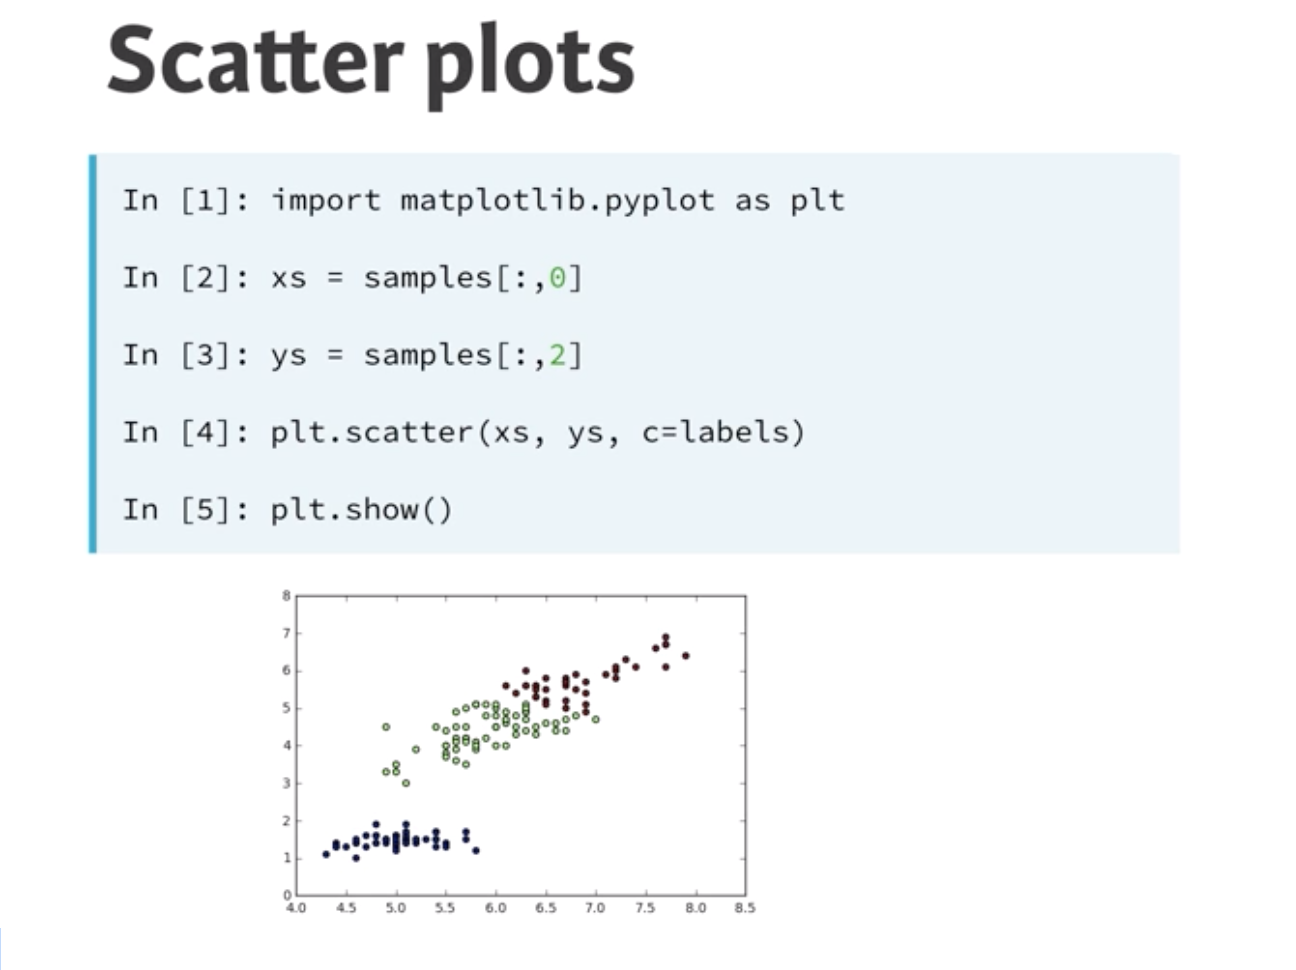 Scatter plots
In [1]: import matplotlib.pyplot as plt
In [2]: xs = samples[:,0]
In [3]: ys = samples[:,2]
In [4]: plt.scatter(xs, ys, c=labels)
In [5]: plt.show()
8
7
6
5
4
3
2
1
0
4.0 4.5 5.0 5.5 6.0 6.5 7.0 7.5 8.0 8.5